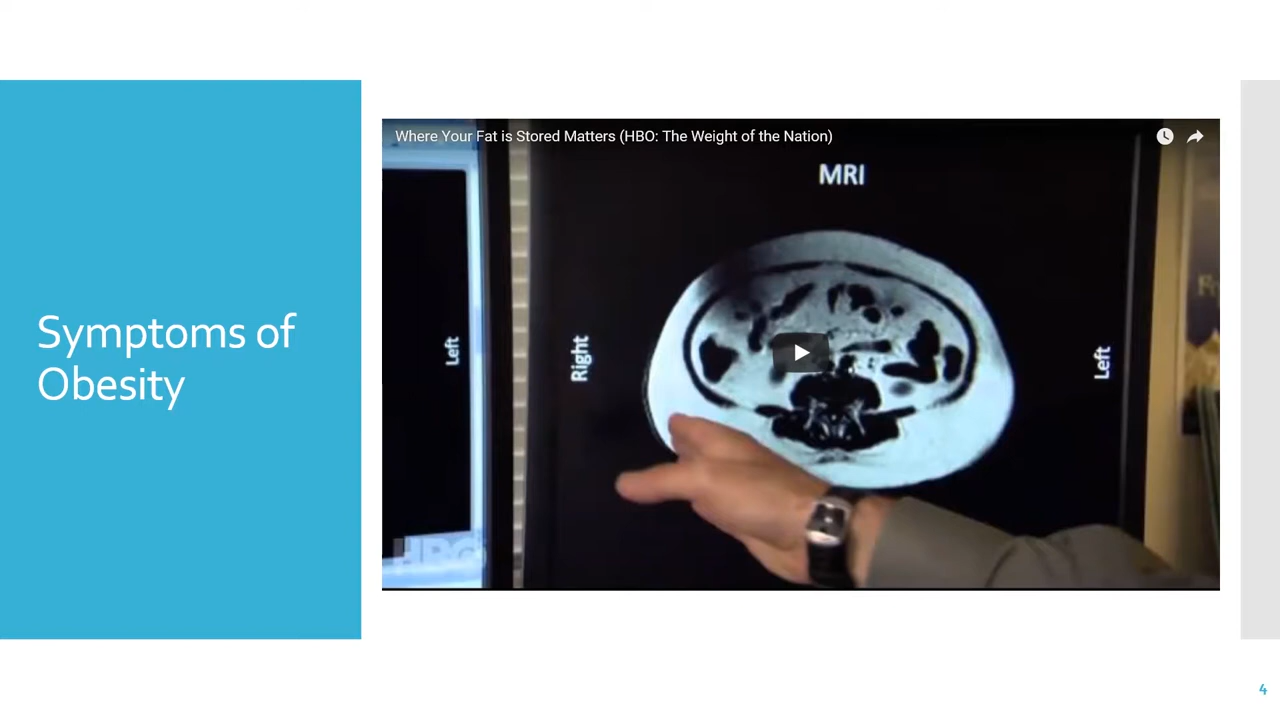 Symptoms of
Obesity
Where Your Fat is Stored Matters (HBO: The Weight of the Nation)
MRI
Left
Right
Left
HBO
4